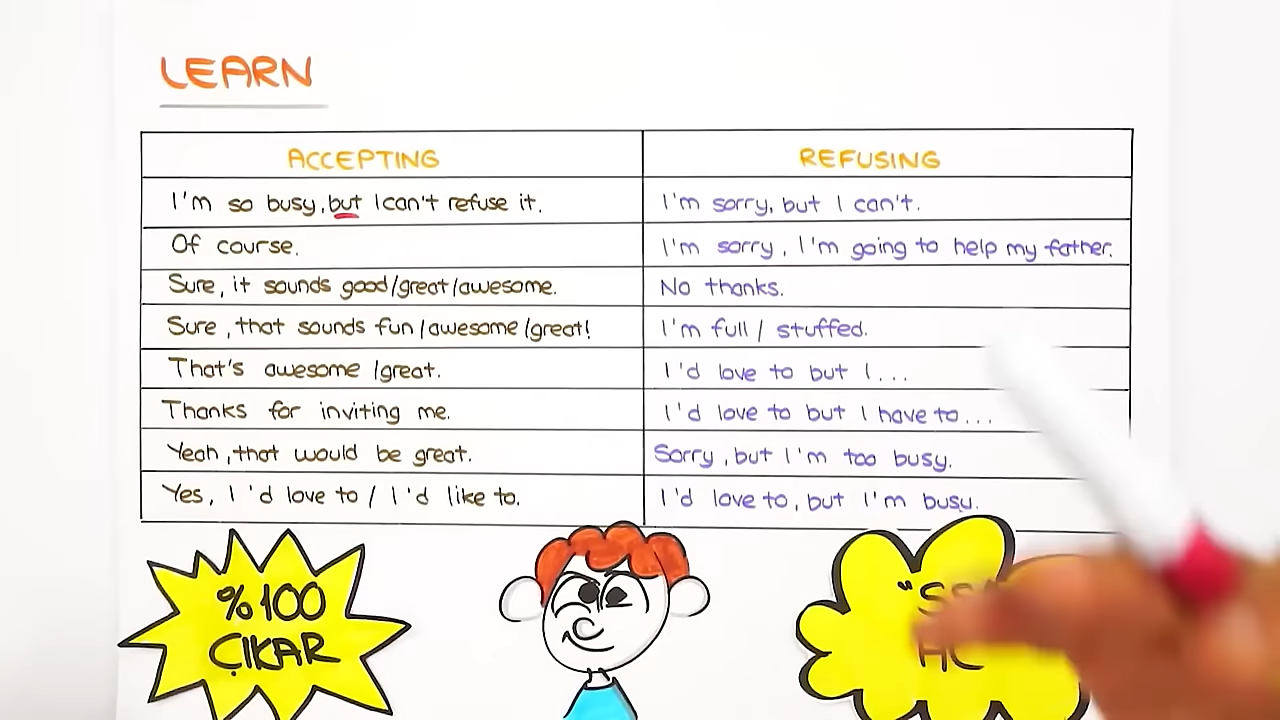 LEARN
ACCEPTING
REFUSING
I'm so busy, but I can't refuse it.
I'm sorry, but I can't.
Of course.
I'm sorry, I'm going to help my father.
Sure, it sounds good/great/awesome.
No thanks.
Sure, that sounds fun/awesome/great!
I'm full / stuffed.
That's awesome /great.
I'd love to but I...
Thanks for inviting me.
I'd love to but I have to...
Yeah, that would be great.
Sorry, but I'm too busy.
Yes, I'd love to / I'd like to.
I'd love to, but I'm busy.
%100
ÇIKAR